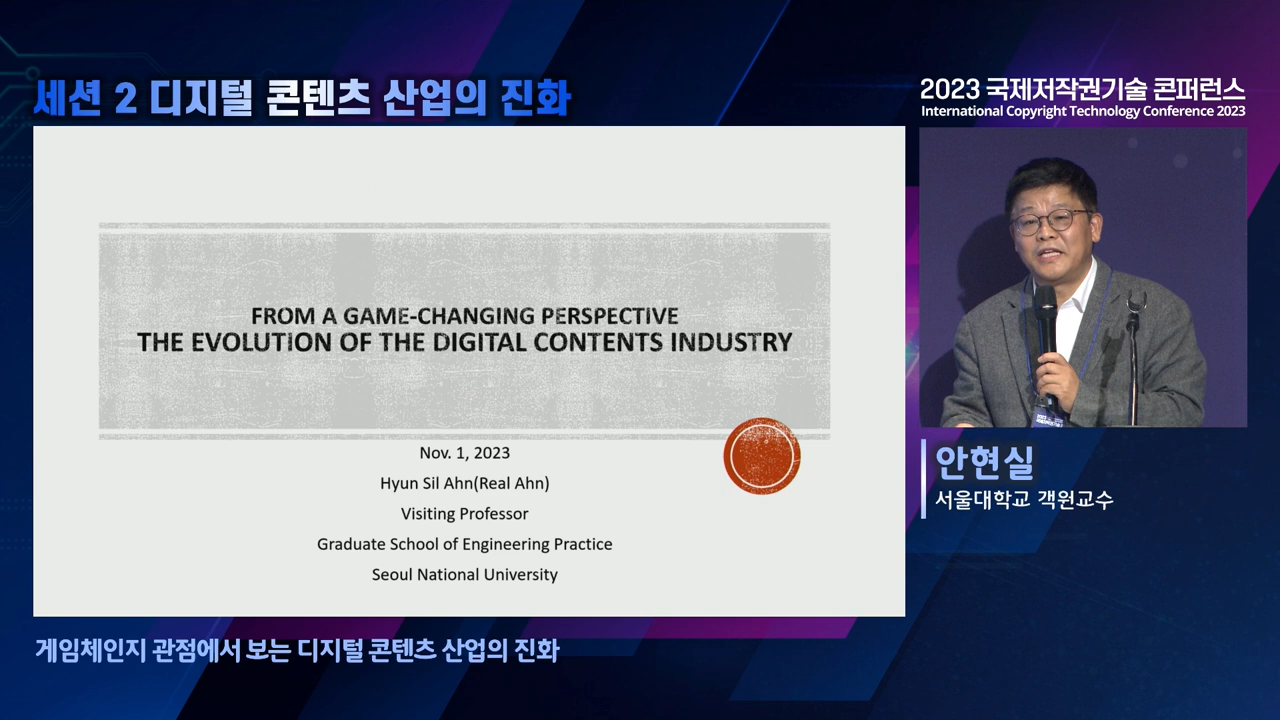 세션 2 디지털 콘텐츠 산업의 진화
2023 국제저작권기술 콘퍼런스
International Copyright Technology Conference 2023
FROM A GAME-CHANGING PERSPECTIVE
THE EVOLUTION OF THE DIGITAL CONTENTS INDUSTRY
Nov. 1, 2023
Hyun Sil Ahn(Real Ahn)
Visiting Professor
Graduate School of Engineering Practice
Seoul National University
안현실
서울대학교 객원교수
게임체인지 관점에서 보는 디지털 콘텐츠 산업의 진화